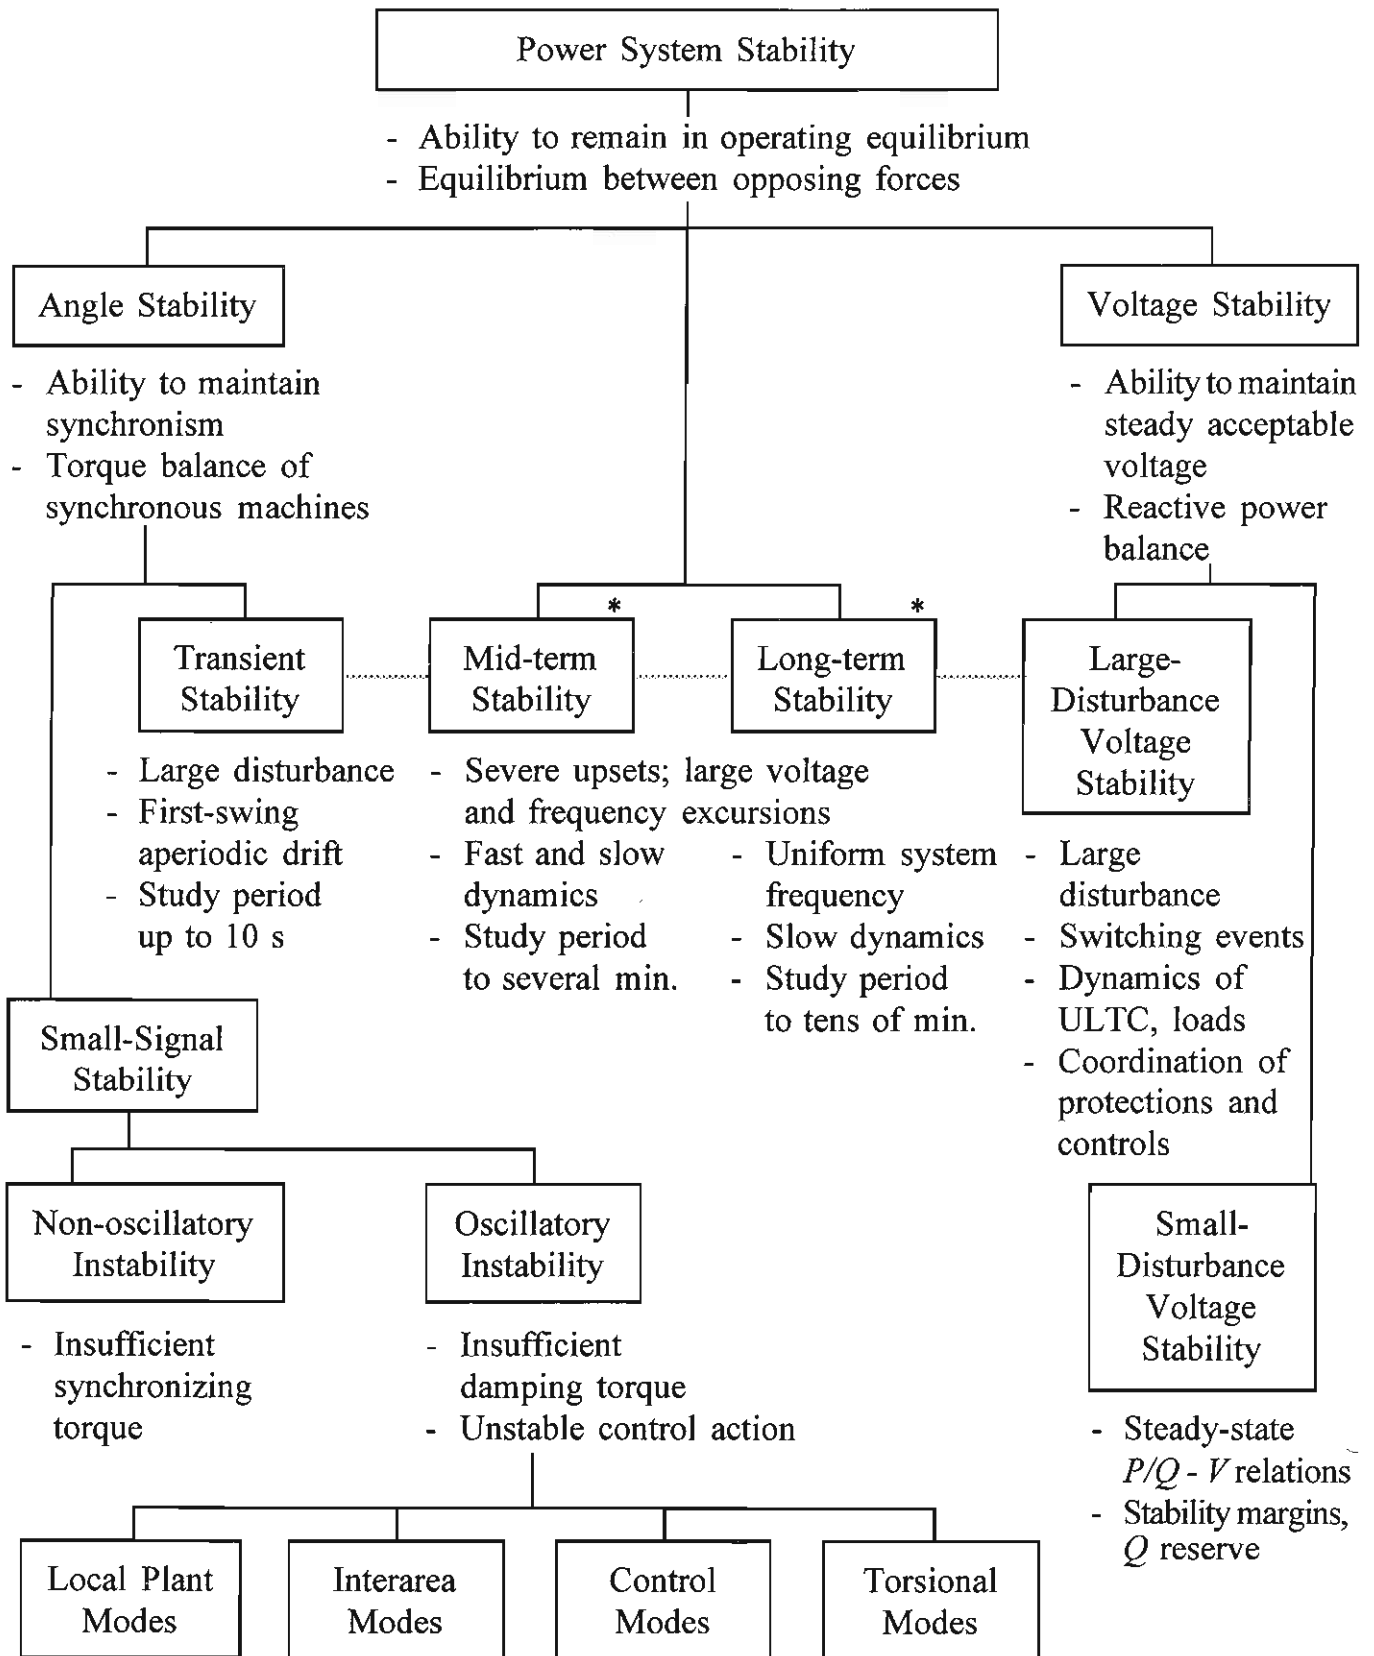 Power System Stability
- Ability to remain in operating equilibrium
- Equilibrium between opposing forces
Angle Stability
- Ability to maintain
synchronism
- Torque balance of
synchronous machines
Voltage Stability
- Ability to maintain
steady acceptable
voltage
- Reactive power
balance
Transient
Stability
- Large disturbance
- First-swing
aperiodic drift
- Study period
up to 10 s
*
Mid-term
Stability
*
Long-term
Stability
- Severe upsets; large voltage
and frequency excursions
- Fast and slow
dynamics
- Study period
to several min.
- Uniform system
frequency
- Slow dynamics
- Study period
to tens of min.
Large-
Disturbance
Voltage
Stability
- Large
disturbance
- Switching events
- Dynamics of
ULTC, loads
- Coordination of
protections and
controls
Small-Signal
Stability
Non-oscillatory
Instability
- Insufficient
synchronizing
torque
Oscillatory
Instability
- Insufficient
damping torque
- Unstable control action
Small-
Disturbance
Voltage
Stability
- Steady-state
P/Q - V relations
- Stability margins,
Q reserve
Local Plant
Modes
Interarea
Modes
Control
Modes
Torsional
Modes